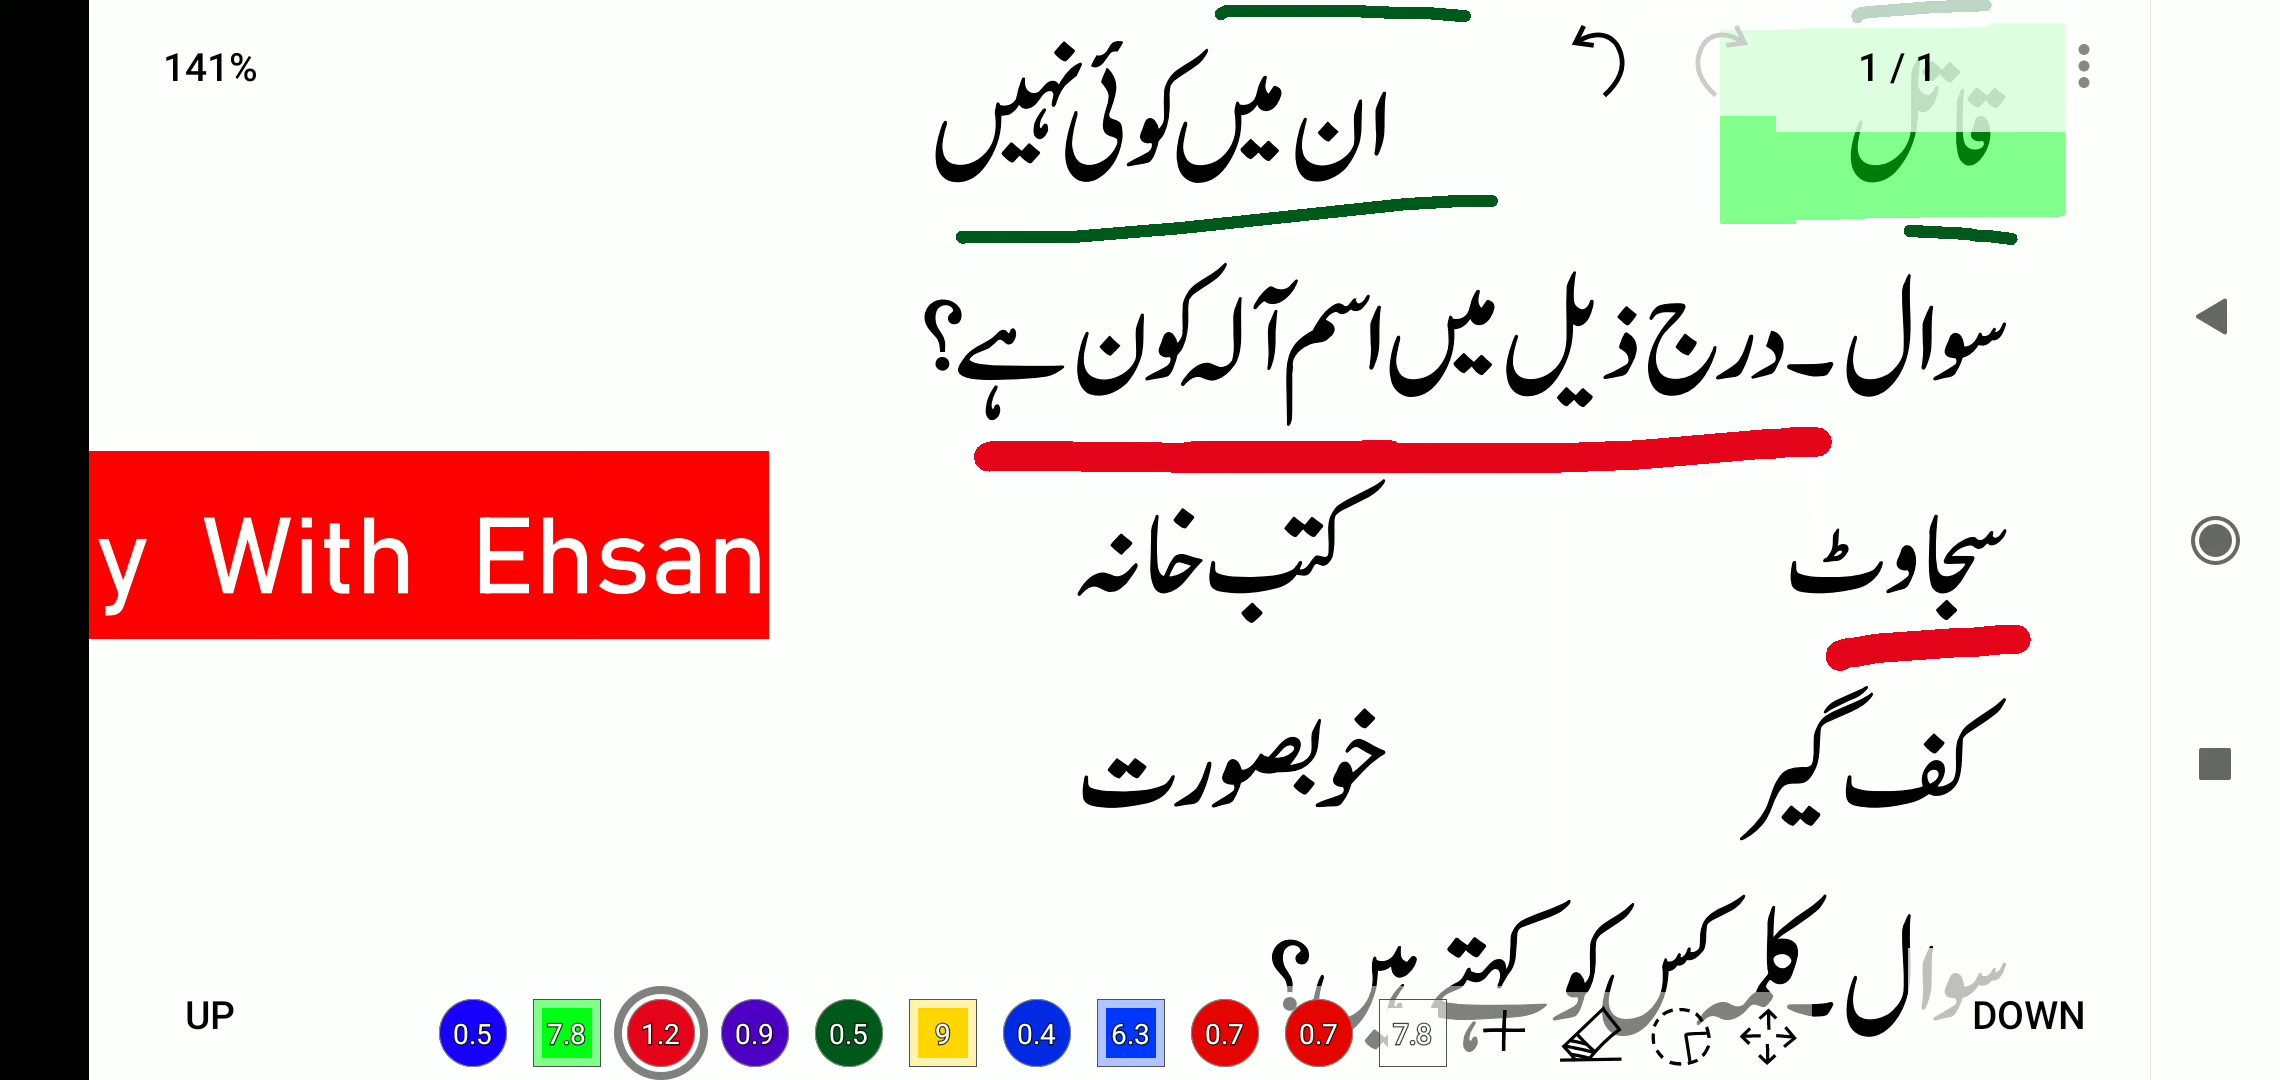 141%
1 / 1
قاتل ان میں کوئی نہیں
سوال ۔ درج ذیل میں اسم آلہ کون ہے؟
سجاوٹ کتب خانہ
y With Ehsan
کف گیر خوبصورت
سوال ۔ کلمہ کس کو کہتے ہیں؟
UP 0.5 7.8 1.2 0.9 0.5 9 0.4 6.3 0.7 0.7 7.8 DOWN